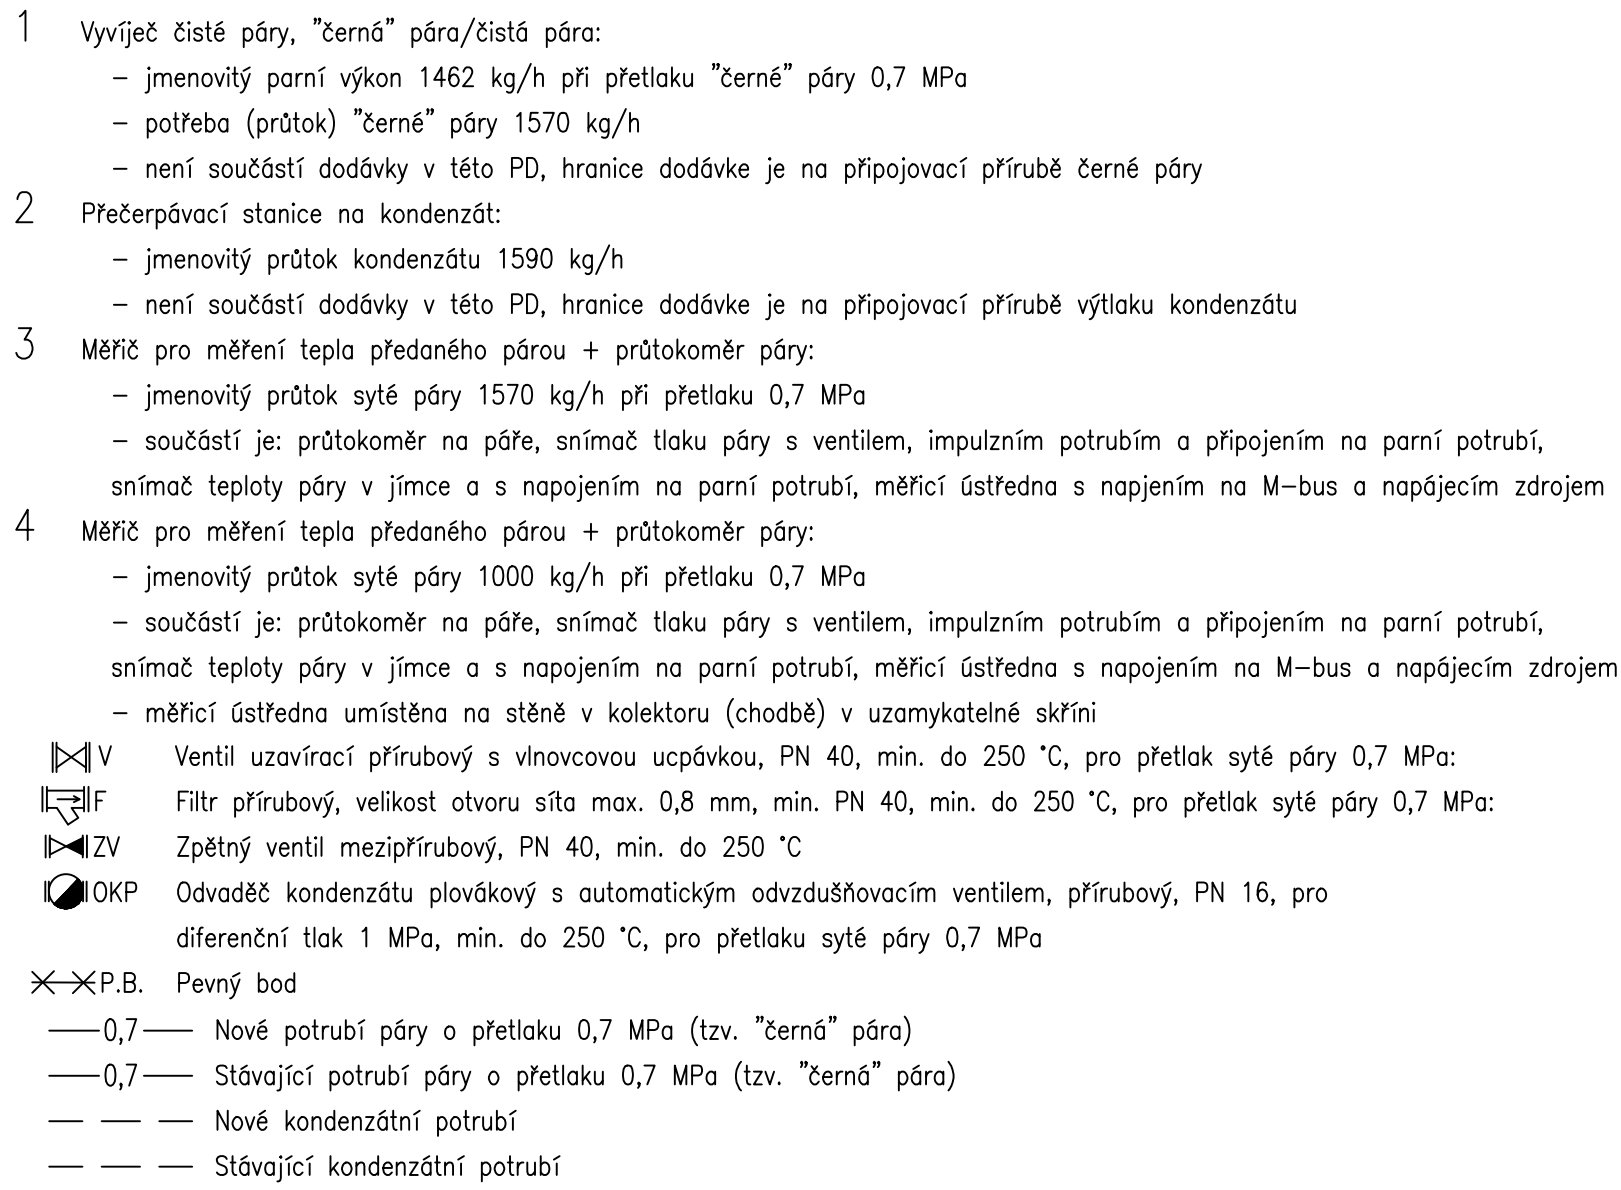 1 Vyvíječ čisté páry, "černá" pára/čistá pára:
– jmenovitý parní výkon 1462 kg/h při přetlaku "černé" páry 0,7 MPa
– potřeba (průtok) "černé" páry 1570 kg/h
– není součástí dodávky v této PD, hranice dodávke je na připojovací přírubě černé páry
2 Přečerpávací stanice na kondenzát:
– jmenovitý průtok kondenzátu 1590 kg/h
– není součástí dodávky v této PD, hranice dodávke je na připojovací přírubě výtlaku kondenzátu
3 Měřič pro měření tepla předaného párou + průtokoměr páry:
– jmenovitý průtok syté páry 1570 kg/h při přetlaku 0,7 MPa
– součástí je: průtokoměr na páře, snímač tlaku páry s ventilem, impulzním potrubím a připojením na parní potrubí,
snímač teploty páry v jímce a s napojením na parní potrubí, měřicí ústředna s napjením na M–bus a napájecím zdrojem
4 Měřič pro měření tepla předaného párou + průtokoměr páry:
– jmenovitý průtok syté páry 1000 kg/h při přetlaku 0,7 MPa
– součástí je: průtokoměr na páře, snímač tlaku páry s ventilem, impulzním potrubím a připojením na parní potrubí,
snímač teploty páry v jímce a s napojením na parní potrubí, měřicí ústředna s napojením na M–bus a napájecím zdrojem
– měřicí ústředna umístěna na stěně v kolektoru (chodbě) v uzamykatelné skříni
V Ventil uzavírací přírubový s vlnovcovou ucpávkou, PN 40, min. do 250 °C, pro přetlak syté páry 0,7 MPa:
F Filtr přírubový, velikost otvoru síta max. 0,8 mm, min. PN 40, min. do 250 °C, pro přetlak syté páry 0,7 MPa:
ZV Zpětný ventil mezipřírubový, PN 40, min. do 250 °C
OKP Odvaděč kondenzátu plovákový s automatickým odvzdušňovacím ventilem, přírubový, PN 16, pro
diferenční tlak 1 MPa, min. do 250 °C, pro přetlaku syté páry 0,7 MPa
P.B. Pevný bod
0,7 Nové potrubí páry o přetlaku 0,7 MPa (tzv. "černá" pára)
0,7 Stávající potrubí páry o přetlaku 0,7 MPa (tzv. "černá" pára)
Nové kondenzátní potrubí
Stávající kondenzátní potrubí